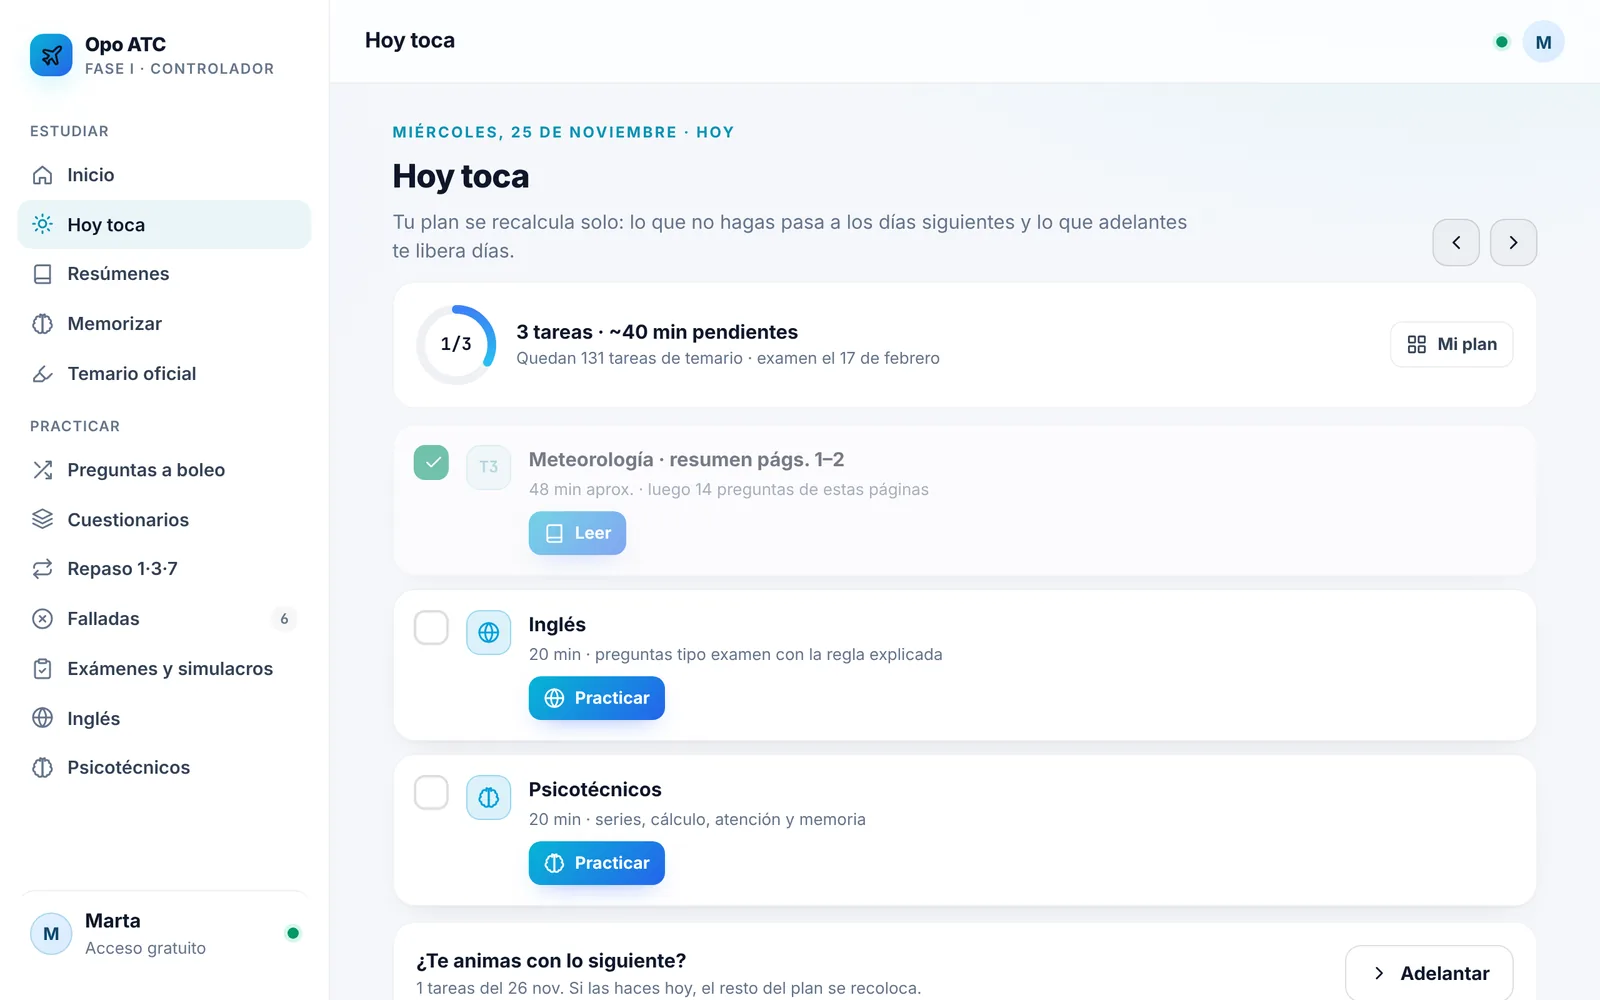 Opo ATC
FASE I · CONTROLADOR
ESTUDIAR
Inicio
Hoy toca
Resúmenes
Memorizar
Temario oficial
PRACTICAR
Preguntas a boleo
Cuestionarios
Repaso 1·3·7
Falladas 6
Exámenes y simulacros
Inglés
Psicotécnicos
M
Marta
Acceso gratuito
Hoy toca
M
MIÉRCOLES, 25 DE NOVIEMBRE · HOY
Hoy toca
Tu plan se recalcula solo: lo que no hagas pasa a los días siguientes y lo que adelantes
te libera días.
1/3
3 tareas · ~40 min pendientes
Quedan 131 tareas de temario · examen el 17 de febrero
Mi plan
T3
Meteorología · resumen págs. 1–2
48 min aprox. · luego 14 preguntas de estas páginas
Leer
Inglés
20 min · preguntas tipo examen con la regla explicada
Practicar
Psicotécnicos
20 min · series, cálculo, atención y memoria
Practicar
¿Te animas con lo siguiente?
1 tareas del 26 nov. Si las haces hoy, el resto del plan se recoloca.
Adelantar